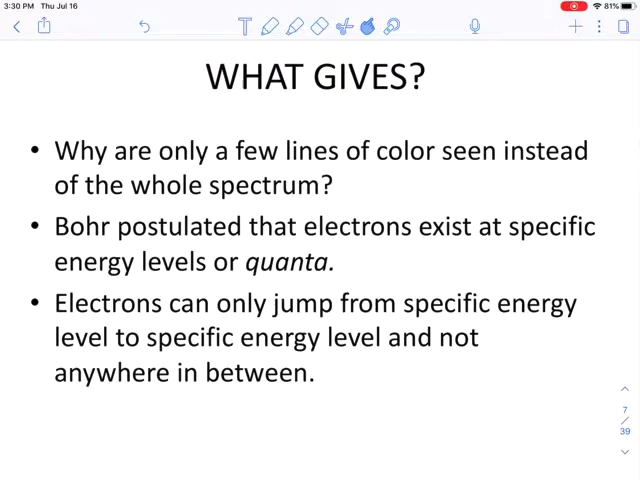 3:30 PM Thu Jul 16
81%
WHAT GIVES?
• Why are only a few lines of color seen instead
of the whole spectrum?
• Bohr postulated that electrons exist at specific
energy levels or quanta.
• Electrons can only jump from specific energy
level to specific energy level and not
anywhere in between.
7
/
39